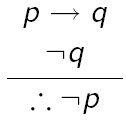 p → q
¬q
∴ ¬p